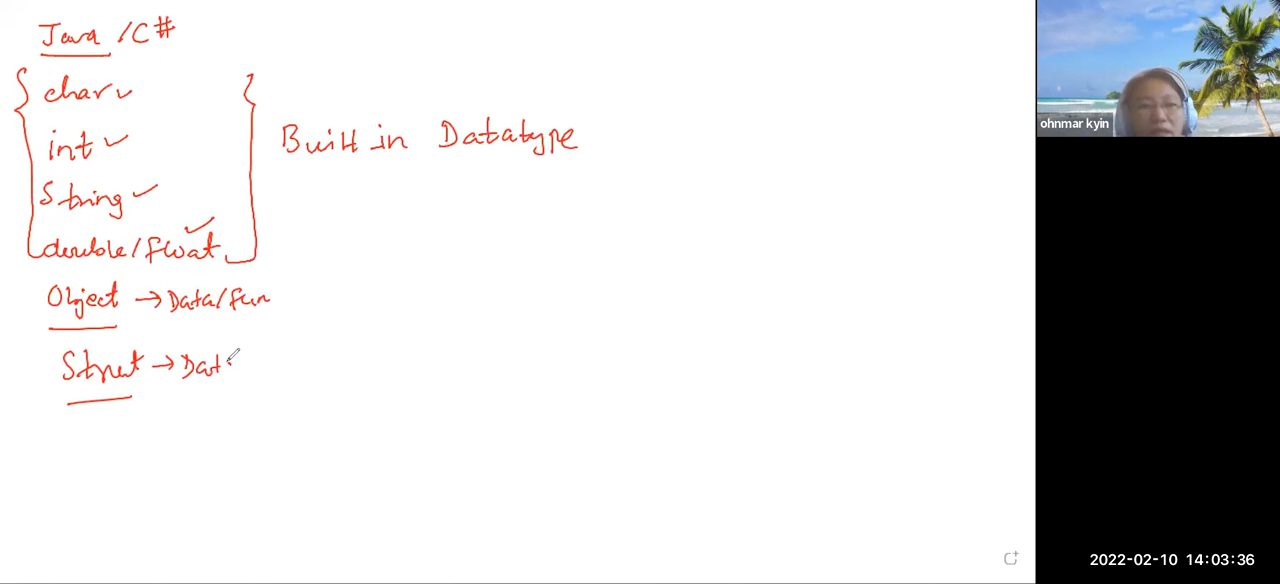 Java /C#
char
int
String
double/float
Built in Datatype
Object → Data/fun
Struct → Dat
ohnmar kyin
2022-02-10 14:03:36